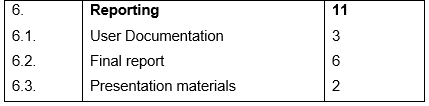 6. Reporting 11
6.1. User Documentation 3
6.2. Final report 6
6.3. Presentation materials 2